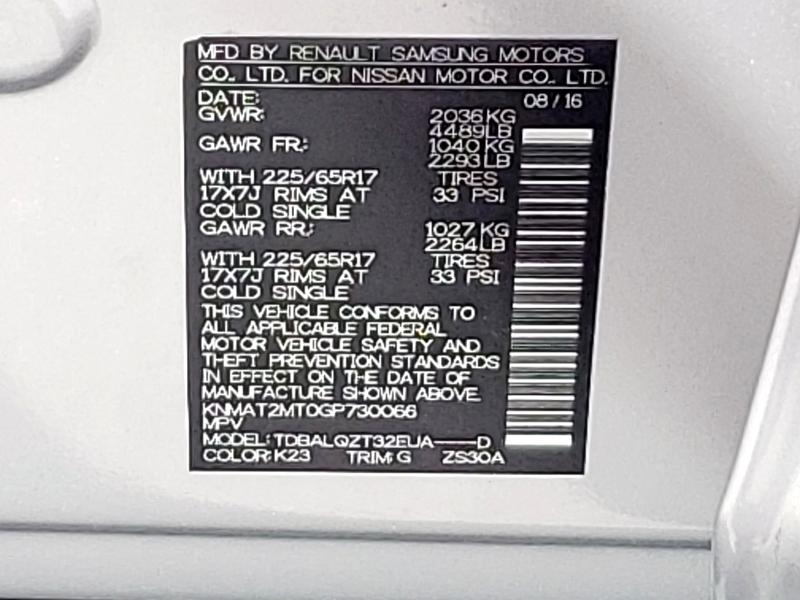 MFD BY RENAULT SAMSUNG MOTORS
CO., LTD. FOR NISSAN MOTOR CO., LTD.
DATE: 08/16
GVWR: 2036KG
4489LB
GAWR FR.: 1040 KG
2293LB
WITH 225/65R17 TIRES
17X7J RIMS AT 33 PSI
COLD SINGLE
GAWR RR.: 1027 KG
2264LB
WITH 225/65R17 TIRES
17X7J RIMS AT 33 PSI
COLD SINGLE
THIS VEHICLE CONFORMS TO
ALL APPLICABLE FEDERAL
MOTOR VEHICLE SAFETY AND
THEFT PREVENTION STANDARDS
IN EFFECT ON THE DATE OF
MANUFACTURE SHOWN ABOVE.
KNMAT2MT0GP730066
MPV
MODEL: TDBALQZT32EUA----D
COLOR: K23 TRIM: G ZS30A